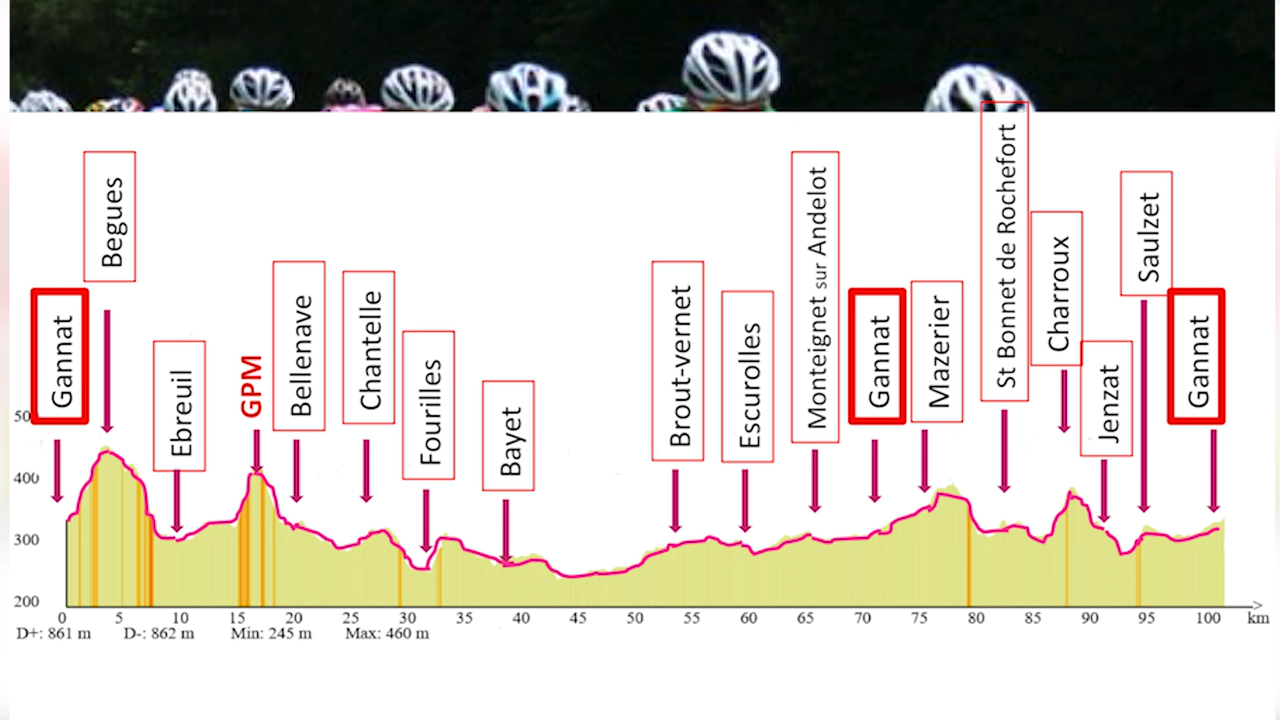 Gannat
Begues
Ebreuil
GPM
Bellenave
Chantelle
Fourilles
Bayet
Brout-vernet
Escurolles
Monteignet sur Andelot
Gannat
Mazerier
St Bonnet de Rochefort
Charroux
Jenzat
Saulzet
Gannat
400
300
200
0 5 10 15 20 25 30 35 40 45 50 55 60 65 70 75 80 85 90 95 100 km
D+: 861 m D-: 862 m Min: 245 m Max: 460 m